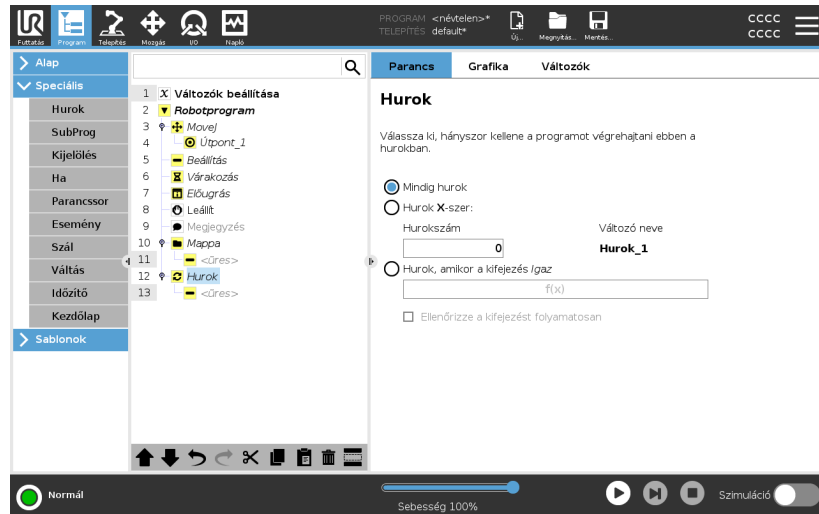 UR
Futtatás
Program
Telepítés
Mozgás
I/O
Napló
PROGRAM <névtelen>*
TELEPÍTÉS default*
Új...
Megnyitás...
Mentés...
CCCC
CCCC
Alap
Speciális
Hurok
SubProg
Kijelölés
Ha
Parancssor
Esemény
Szál
Váltás
Időzítő
Kezdőlap
Sablonok
1 X Változók beállítása
2 Robotprogram
3 MoveJ
4 Útpont_1
5 Beállítás
6 Várakozás
7 Előugrás
8 Leállít
9 Megjegyzés
10 Mappa
11 <üres>
12 Hurok
13 <üres>
Parancs
Grafika
Változók
Hurok
Válassza ki, hányszor kellene a programot végrehajtani ebben a
hurokban.
Mindig hurok
Hurok X-szer:
Hurokszám
Változó neve
0
Hurok_1
Hurok, amikor a kifejezés Igaz
f(x)
Ellenőrizze a kifejezést folyamatosan
Normál
Sebesség 100%
Szimuláció